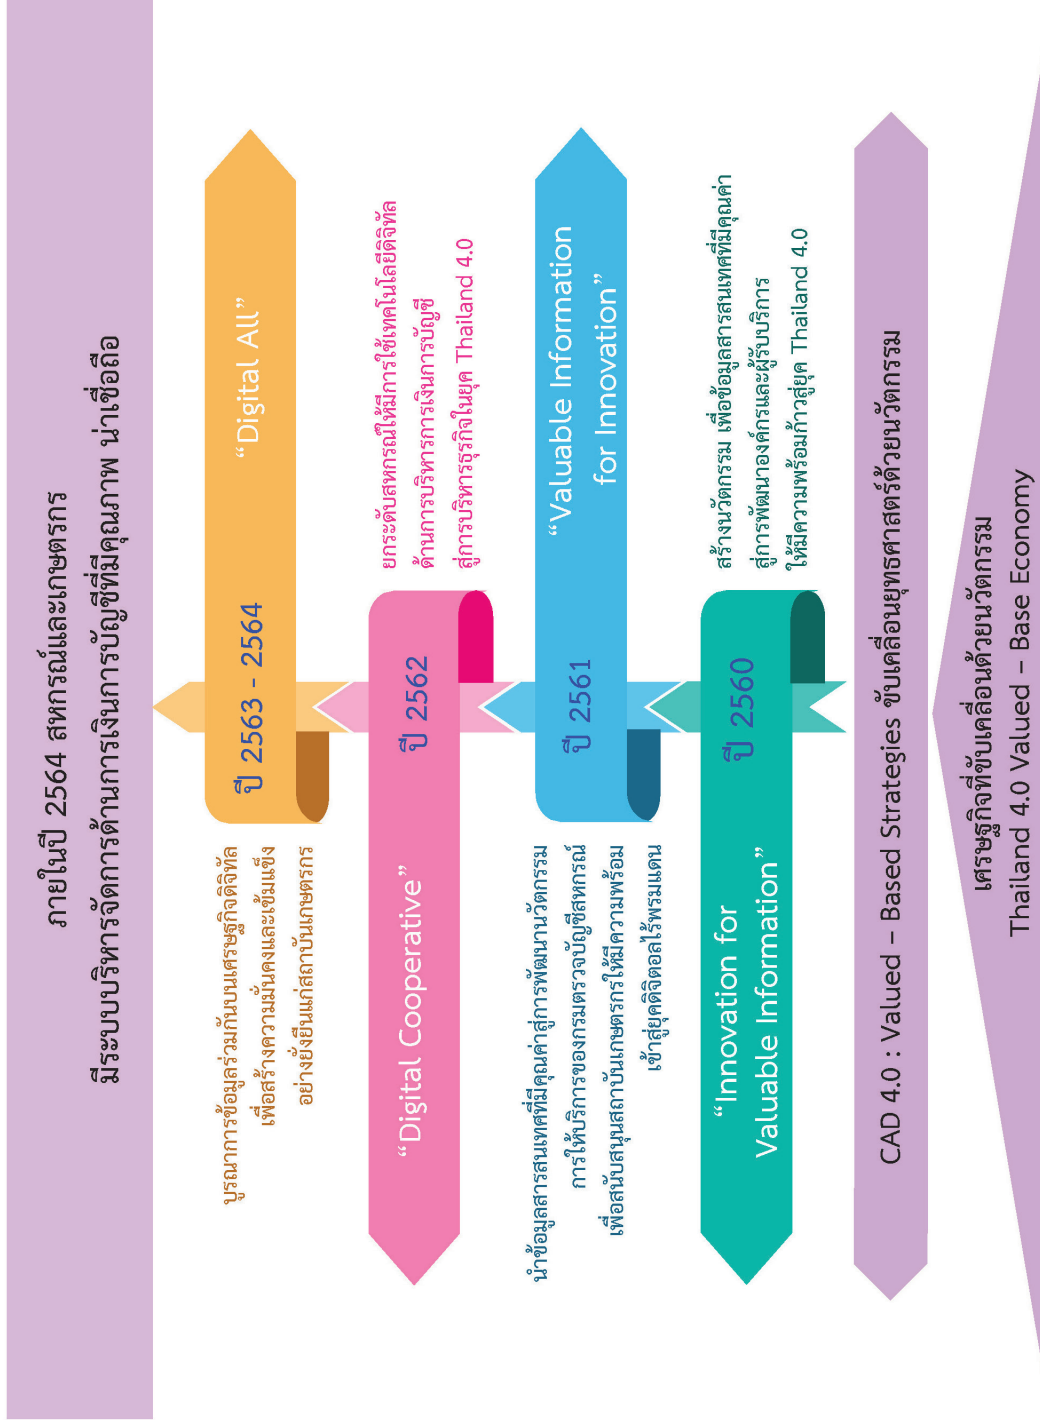 ภายในปี 2564 สหกรณ์และเกษตรกร
มีระบบบริหารจัดการด้านการเงินการบัญชีที่มีคุณภาพ น่าเชื่อถือ
ปี 2563 - 2564
“Digital All”
บูรณาการข้อมูลร่วมกันบนเศรษฐกิจดิจิทัล
เพื่อสร้างความมั่นคงและเข้มแข็ง
อย่างยั่งยืนแก่สถาบันเกษตรกร
“Digital Cooperative”
ปี 2562
ยกระดับสหกรณ์ให้มีการใช้เทคโนโลยีดิจิทัล
ด้านการบริหารการเงินการบัญชี
สู่การบริหารธุรกิจในยุค Thailand 4.0
ปี 2561
“Valuable Information
for Innovation”
นำข้อมูลสารสนเทศที่มีคุณค่าสู่การพัฒนานวัตกรรม
การให้บริการของกรมตรวจบัญชีสหกรณ์
เพื่อสนับสนุนสถาบันเกษตรกรให้มีความพร้อม
เข้าสู่ยุคดิจิตอลไร้พรมแดน
“Innovation for
Valuable Information”
ปี 2560
สร้างนวัตกรรม เพื่อข้อมูลสารสนเทศที่มีคุณค่า
สู่การพัฒนาองค์กรและผู้รับบริการ
ให้มีความพร้อมก้าวสู่ยุค Thailand 4.0
CAD 4.0 : Valued – Based Strategies ขับเคลื่อนยุทธศาสตร์ด้วยนวัตกรรม
เศรษฐกิจที่ขับเคลื่อนด้วยนวัตกรรม
Thailand 4.0 Valued – Base Economy